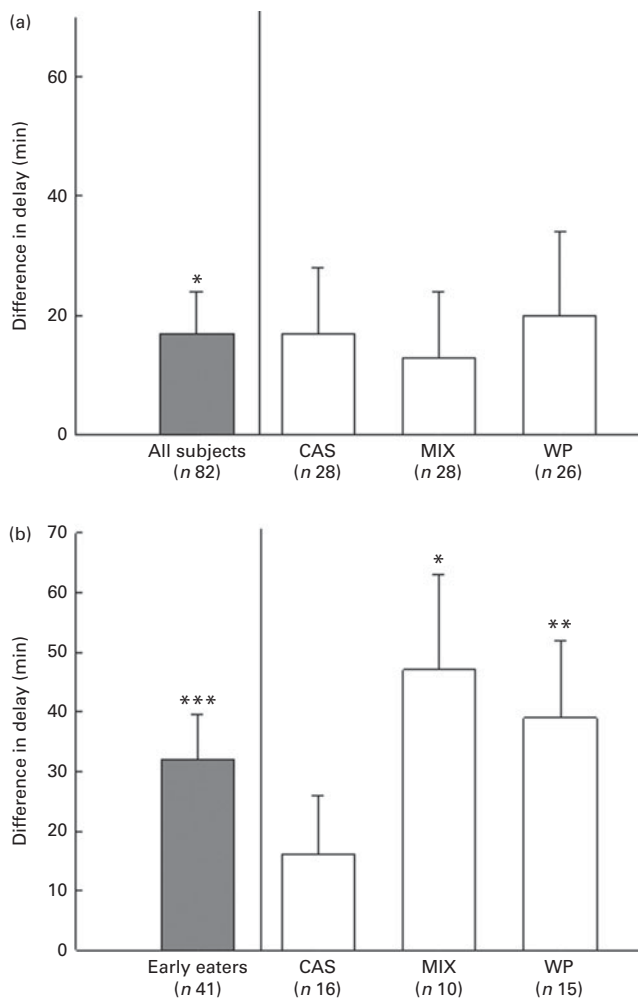 (a)
60
40
20
0
Difference in delay (min)
*
All subjects
(n 82)
CAS
(n 28)
MIX
(n 28)
WP
(n 26)
(b)
70
60
50
40
30
20
10
0
Difference in delay (min)
***
*
**
Early eaters
(n 41)
CAS
(n 16)
MIX
(n 10)
WP
(n 15)